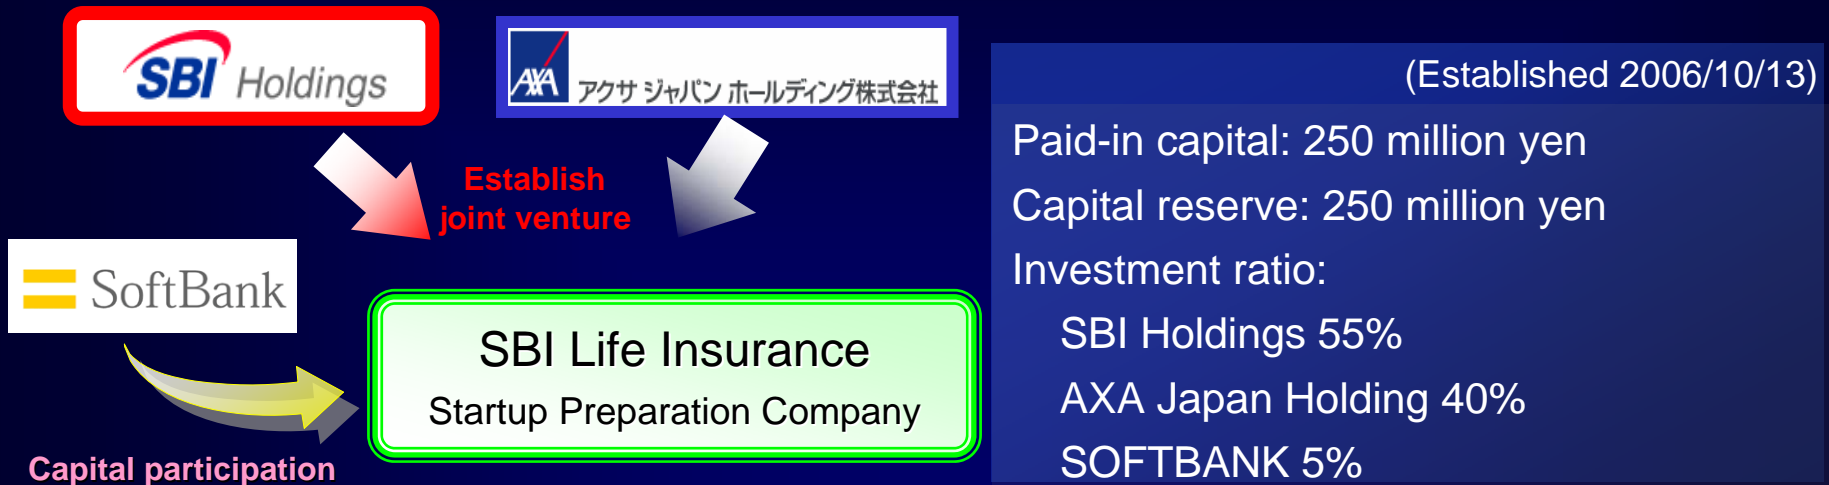 SBI Holdings
AXA アクサ ジャパン ホールディング株式会社
Establish
joint venture
SoftBank
SBI Life Insurance
Startup Preparation Company
Capital participation
(Established 2006/10/13)
Paid-in capital: 250 million yen
Capital reserve: 250 million yen
Investment ratio:
SBI Holdings 55%
AXA Japan Holding 40%
SOFTBANK 5%